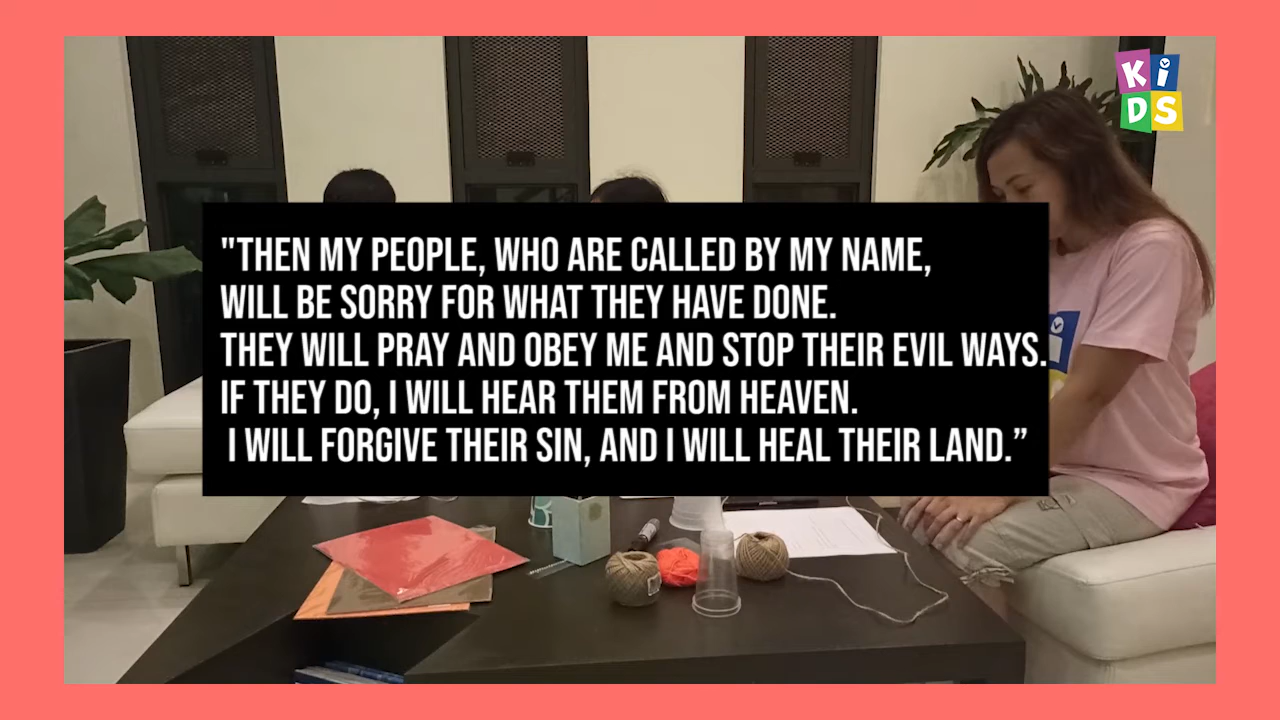 KiDS
"THEN MY PEOPLE, WHO ARE CALLED BY MY NAME,
WILL BE SORRY FOR WHAT THEY HAVE DONE.
THEY WILL PRAY AND OBEY ME AND STOP THEIR EVIL WAYS.
IF THEY DO, I WILL HEAR THEM FROM HEAVEN.
I WILL FORGIVE THEIR SIN, AND I WILL HEAL THEIR LAND.”